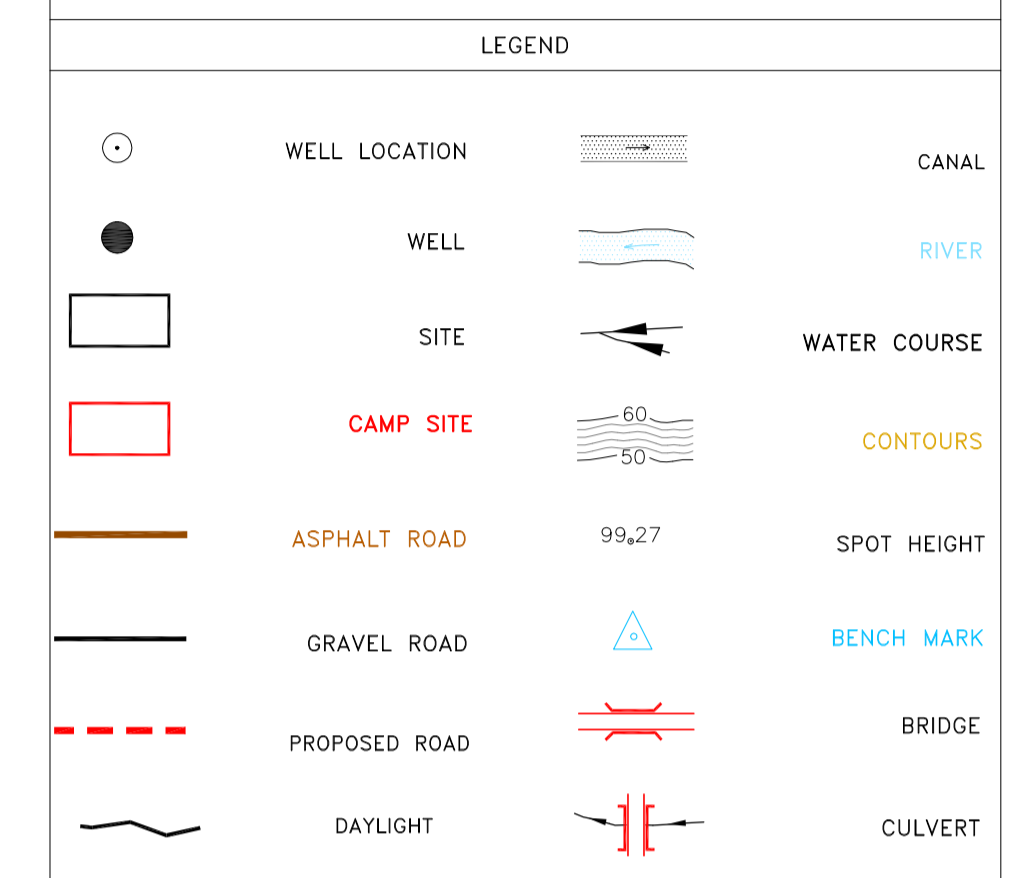 LEGEND
WELL LOCATION
CANAL
WELL
RIVER
SITE
WATER COURSE
CAMP SITE
60
50
CONTOURS
ASPHALT ROAD
99.27
SPOT HEIGHT
GRAVEL ROAD
BENCH MARK
PROPOSED ROAD
BRIDGE
DAYLIGHT
CULVERT